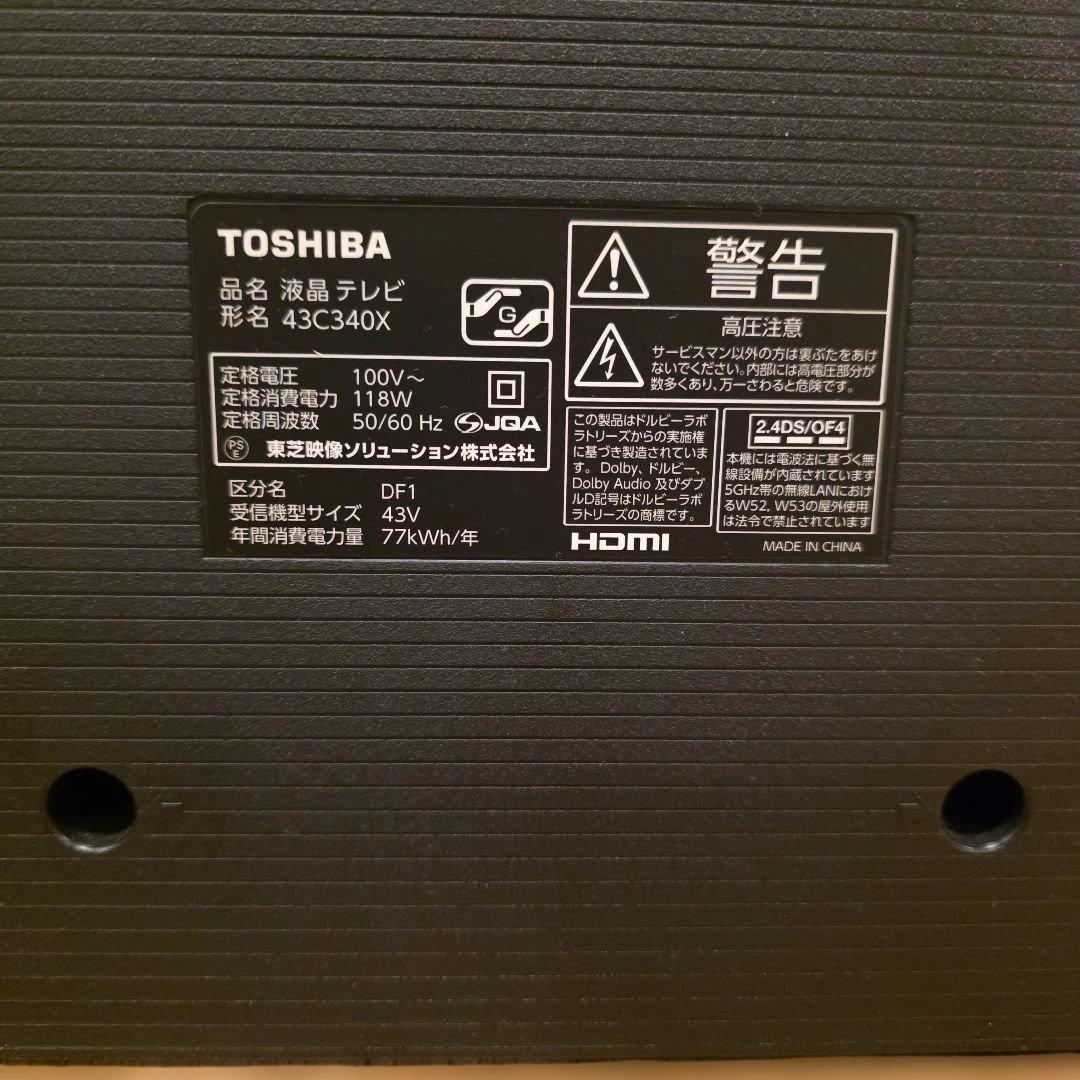 TOSHIBA
品名 液晶テレビ
形名 43C340X
G
定格電圧 100V~
定格消費電力 118W
定格周波数 50/60 Hz JQA
PSE 東芝映像ソリューション株式会社
区分名 DF1
受信機型サイズ 43V
年間消費電力量 77kWh/年
警告
高圧注意
サービスマン以外の方は裏ぶたをあけ
ないでください。内部には高電圧部分が
数多くあり、万一さわると危険です。
この製品はドルビーラボ
ラトリーズからの実施権
に基づき製造されていま
す。Dolby、ドルビー、
Dolby Audio 及びダブ
ルD記号はドルビーラボ
ラトリーズの商標です。
2.4DS/OF4
本機には電波法に基づく無
線設備が内蔵されています
5GHz帯の無線LANにおけ
るW52, W53の屋外使用
は法令で禁止されています
HDMI
MADE IN CHINA